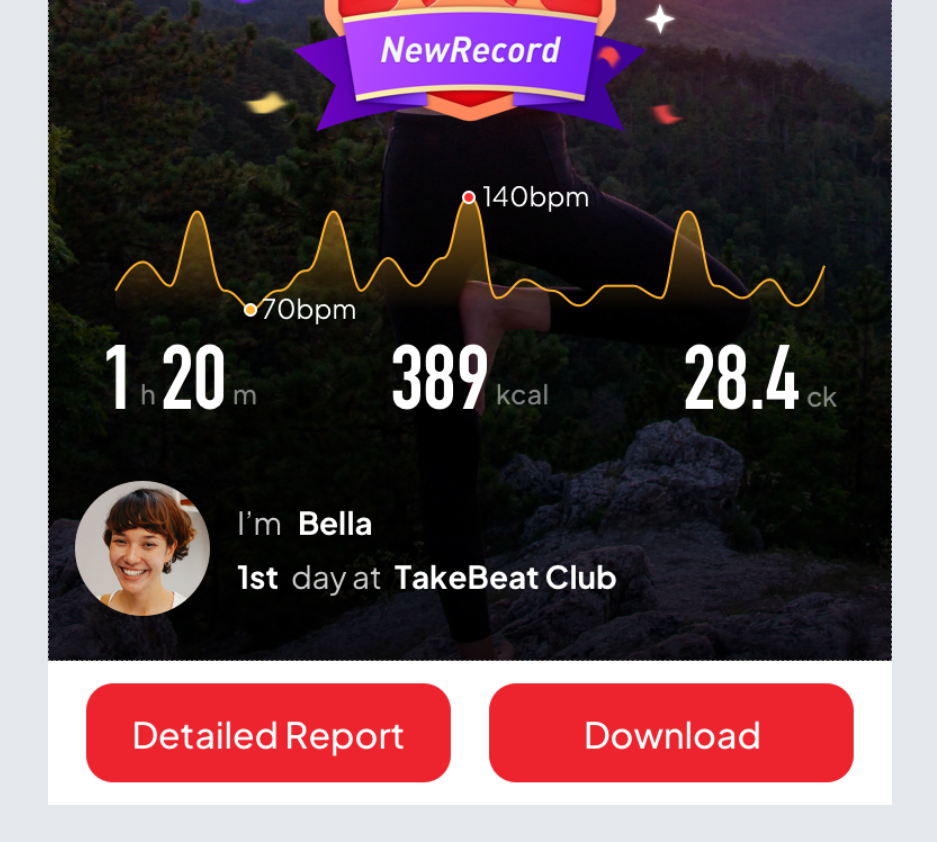 NewRecord
140bpm
70bpm
1 h 20 m 389 kcal 28.4 ck
I’m Bella
1st day at TakeBeat Club
Detailed Report Download